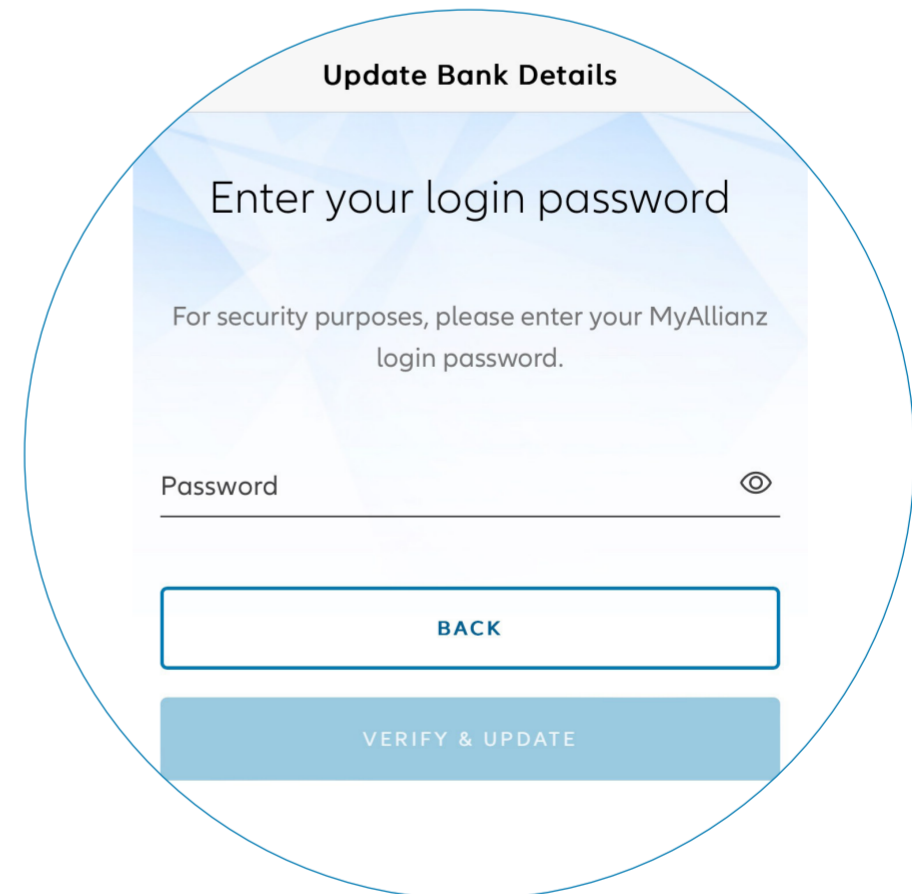 Update Bank Details
Enter your login password
For security purposes, please enter your MyAllianz
login password.
Password
BACK
VERIFY & UPDATE